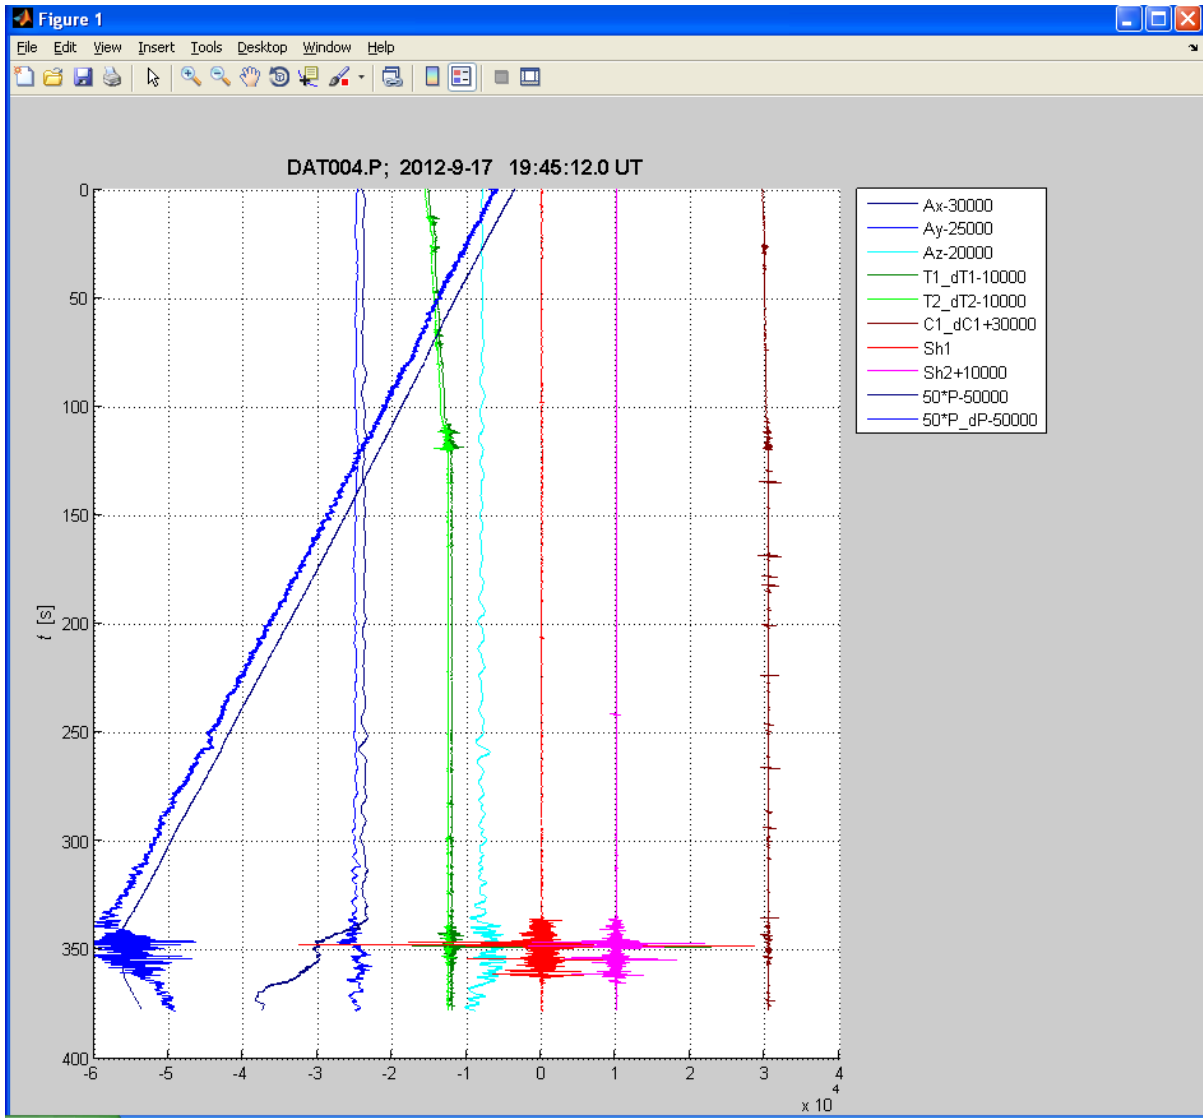 Figure 1
File Edit View Insert Tools Desktop Window Help
DAT004.P; 2012-9-17 19:45:12.0 UT
0
50
100
150
200
250
300
350
400
t [s]
-6 -5 -4 -3 -2 -1 0 1 2 3 4
x 10 4
Ax-30000
Ay-25000
Az-20000
T1_dT1-10000
T2_dT2-10000
C1_dC1+30000
Sh1
Sh2+10000
50*P-50000
50*P_dP-50000